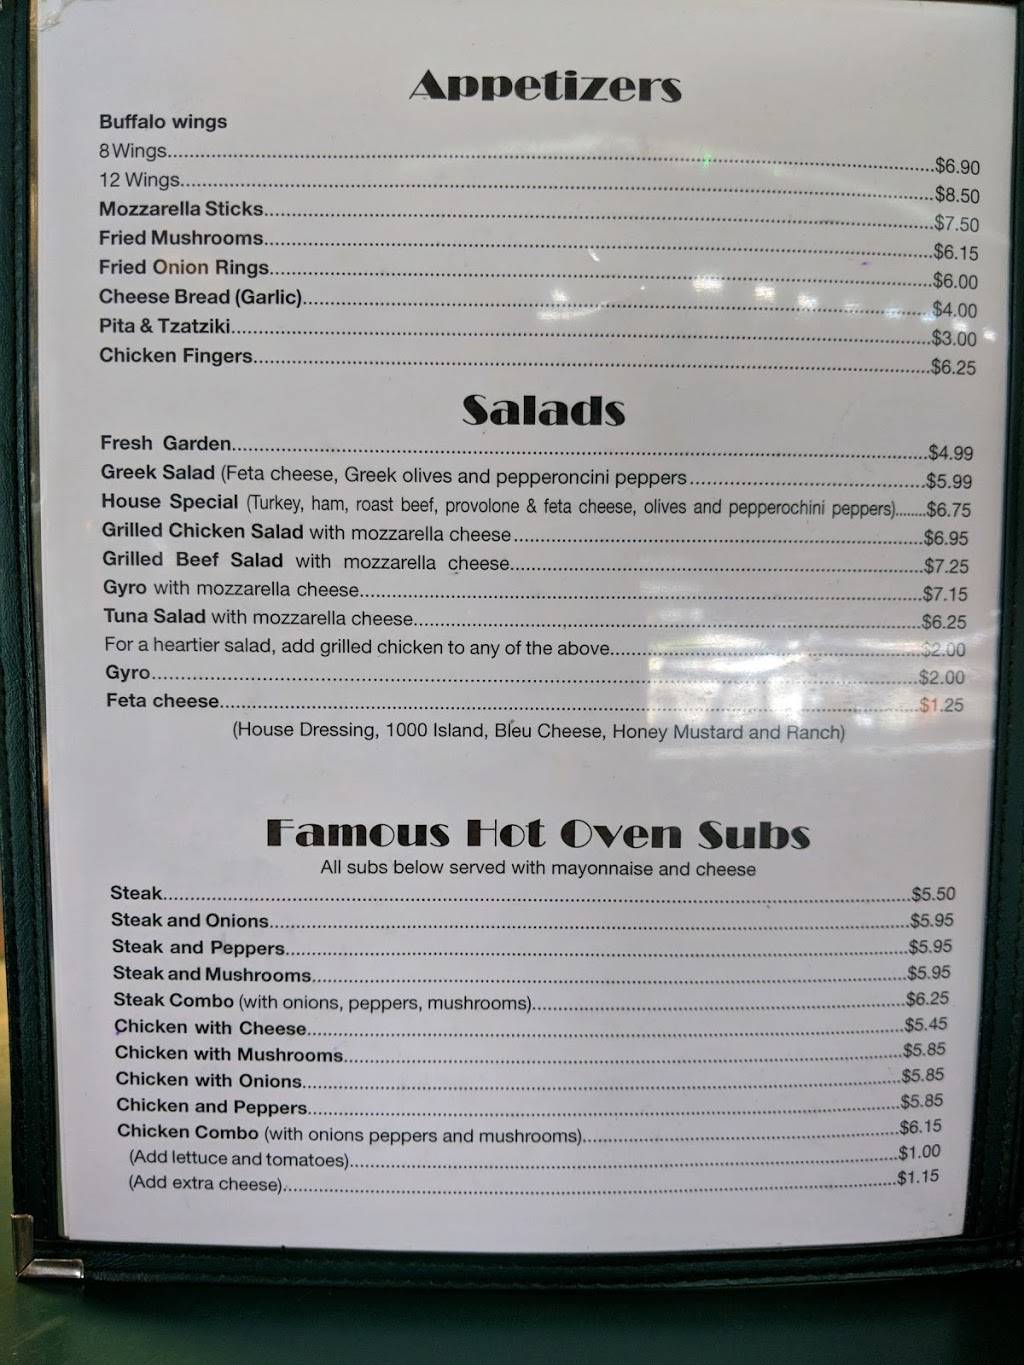 Appetizers
Buffalo wings
8 Wings....................$6.90
12 Wings....................$8.50
Mozzarella Sticks....................$7.50
Fried Mushrooms....................$6.15
Fried Onion Rings....................$6.00
Cheese Bread (Garlic)....................$4.00
Pita & Tzatziki....................$3.00
Chicken Fingers....................$6.25
Salads
Fresh Garden....................$4.99
Greek Salad (Feta cheese, Greek olives and pepperoncini peppers....................$5.99
House Special (Turkey, ham, roast beef, provolone & feta cheese, olives and pepperochini peppers)........$6.75
Grilled Chicken Salad with mozzarella cheese....................$6.95
Grilled Beef Salad with mozzarella cheese....................$7.25
Gyro with mozzarella cheese....................$7.15
Tuna Salad with mozzarella cheese....................$6.25
For a heartier salad, add grilled chicken to any of the above....................$2.00
Gyro....................$2.00
Feta cheese....................$1.25
(House Dressing, 1000 Island, Bleu Cheese, Honey Mustard and Ranch)
Famous Hot Oven Subs
All subs below served with mayonnaise and cheese
Steak....................$5.50
Steak and Onions....................$5.95
Steak and Peppers....................$5.95
Steak and Mushrooms....................$5.95
Steak Combo (with onions, peppers, mushrooms)....................$6.25
Chicken with Cheese....................$5.45
Chicken with Mushrooms....................$5.85
Chicken with Onions....................$5.85
Chicken and Peppers....................$5.85
Chicken Combo (with onions peppers and mushrooms)....................$6.15
(Add lettuce and tomatoes)....................$1.00
(Add extra cheese)....................$1.15